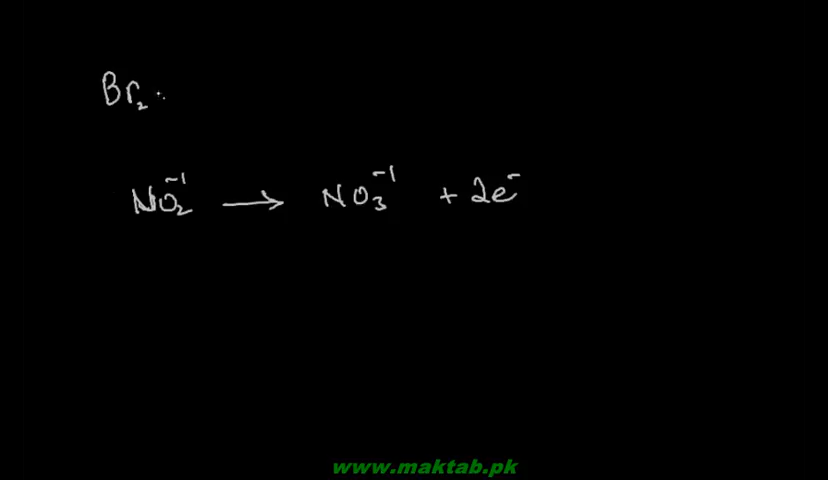 Br₂
NO₂⁻¹ → NO₃⁻¹ + 2e⁻
www.maktab.pk